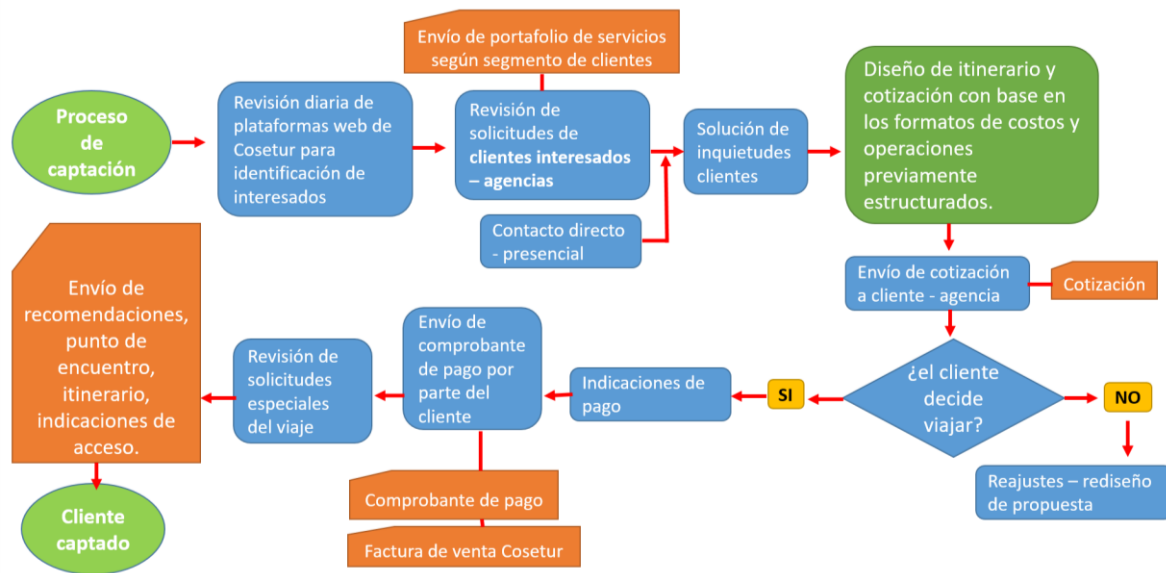 Proceso
de
captación
Revisión diaria de
plataformas web de
Cosetur para
identificación de
interesados
Envío de portafolio de servicios
según segmento de clientes
Revisión de
solicitudes de
clientes interesados
– agencias
Contacto directo
- presencial
Solución de
inquietudes
clientes
Diseño de itinerario y
cotización con base en
los formatos de costos y
operaciones
previamente
estructurados.
Envío de cotización
a cliente - agencia
Cotización
¿el cliente
decide
viajar?
NO
Reajustes – rediseño
de propuesta
SI
Indicaciones de
pago
Envío de
comprobante
de pago por
parte del
cliente
Comprobante de pago
Factura de venta Cosetur
Revisión de
solicitudes
especiales
del viaje
Envío de
recomendaciones,
punto de
encuentro,
itinerario,
indicaciones de
acceso.
Cliente
captado